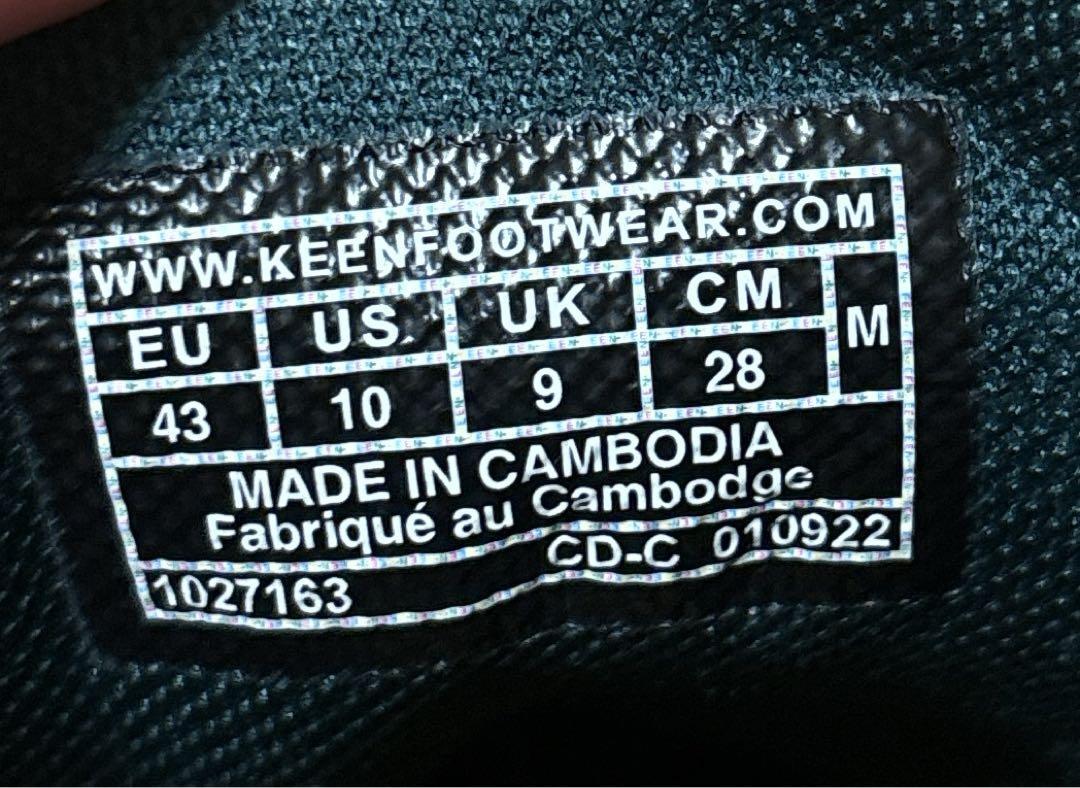 WWW.KEENFOOTWEAR.COM
EU US UK CM M
43 10 9 28
MADE IN CAMBODIA
Fabriqué au Cambodge
CD-C 010922
1027163